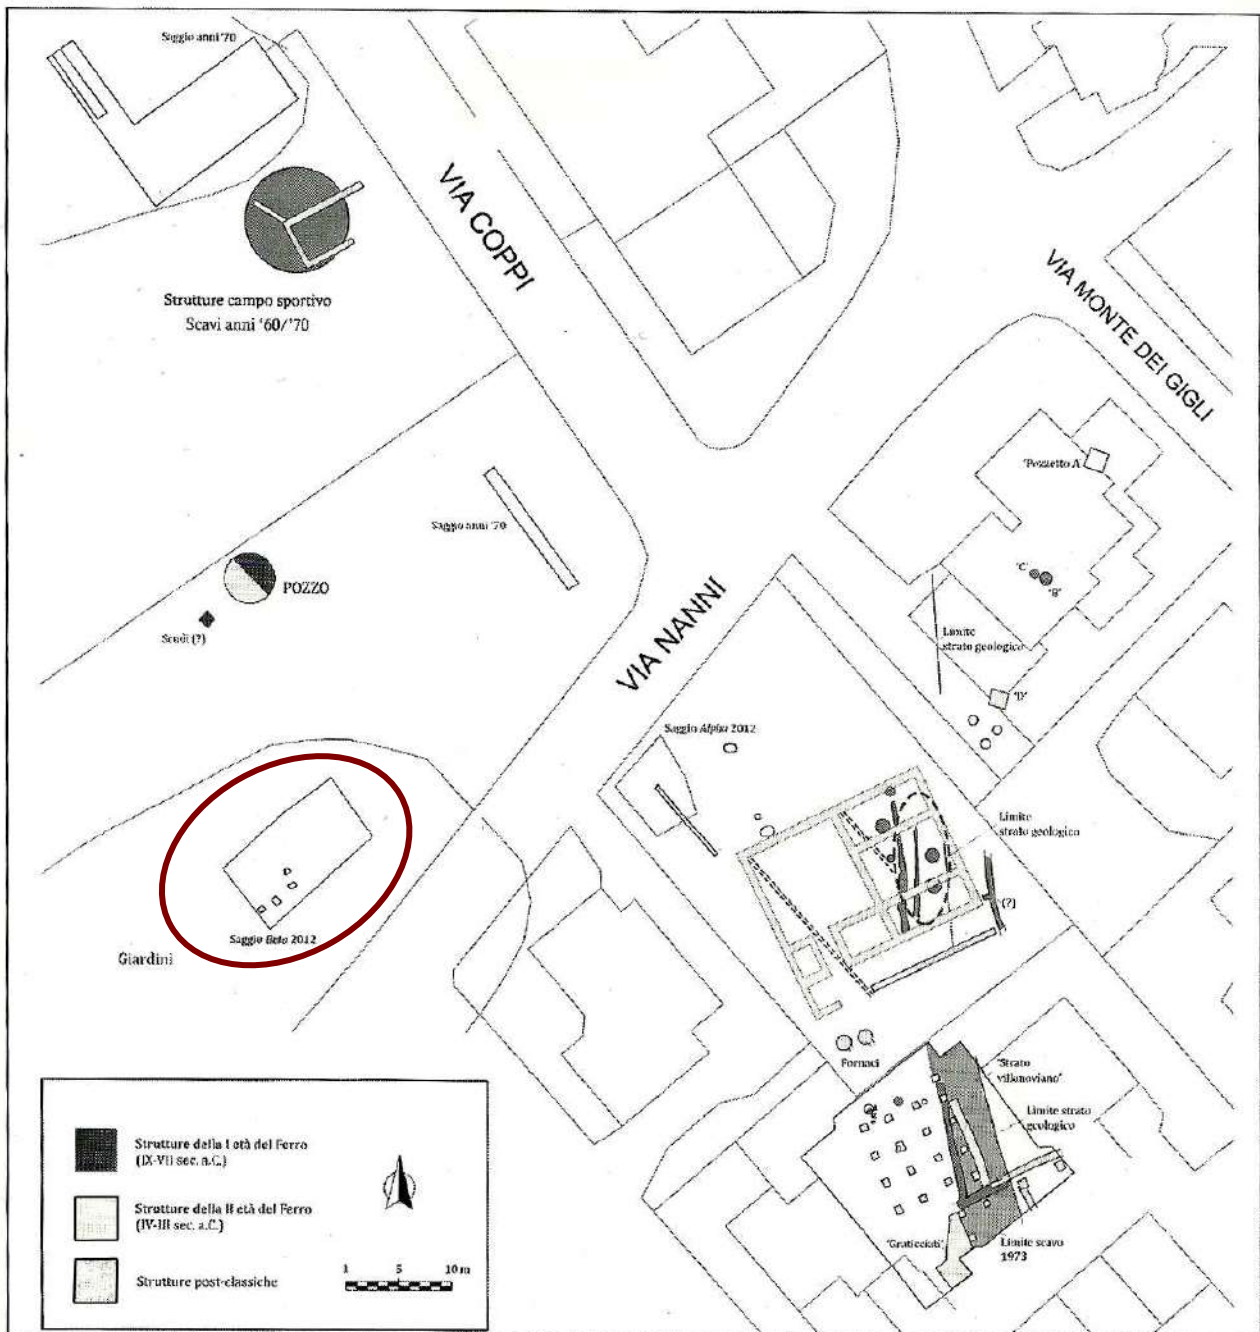 Saggio anni '70
Strutture campo sportivo
Scavi anni '60/'70
VIA COPPI
VIA MONTE DEI GIGLI
'Pozzetto A'
Saggio anni '70
'C'
'B'
POZZO
Scudi (?)
VIA NANNI
Limite
strato geologico
'D'
Saggio Alpha 2012
Limite
strato geologico
(?)
Saggio Beta 2012
Giardini
Fornaci
'Strato
villanoviano'
Limite strato
geologico
'Graticciati'
Limite scavo
1973
Strutture della I età del Ferro
(IX-VII sec. a.C.)
Strutture della II età del Ferro
(IV-III sec. a.C.)
Strutture post-classiche
1 5 10 m